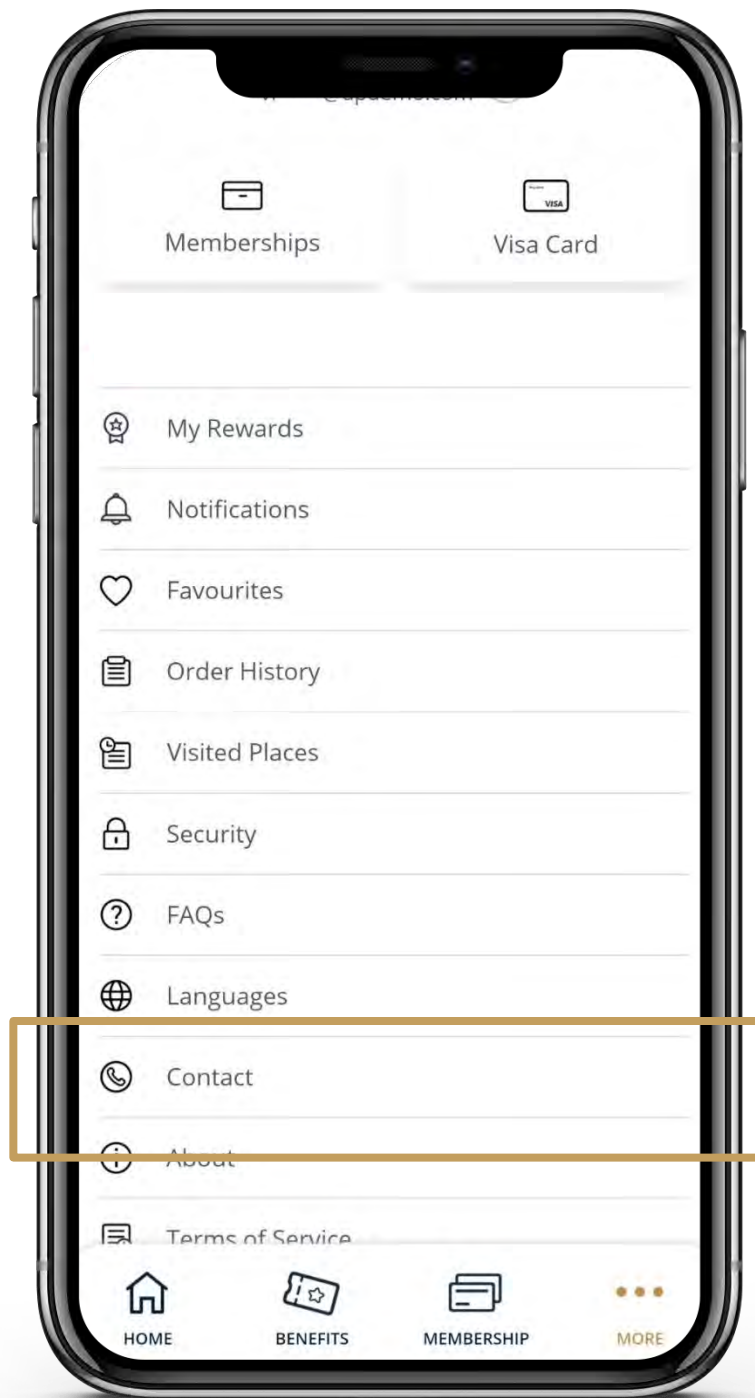 Memberships
VISA
Visa Card
My Rewards
Notifications
Favourites
Order History
Visited Places
Security
FAQs
Languages
Contact
About
Terms of Service
HOME
BENEFITS
MEMBERSHIP
MORE